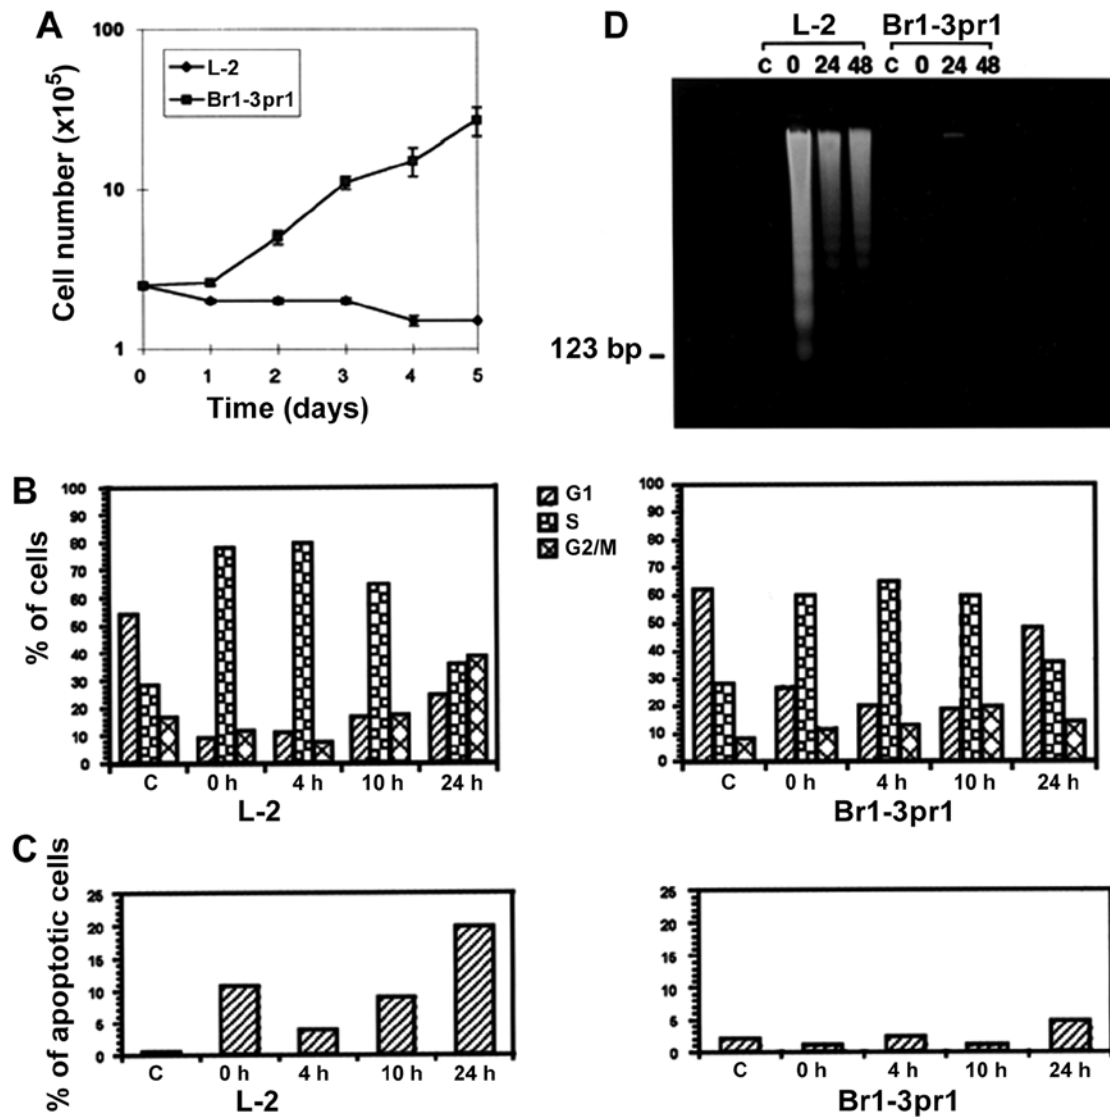 A
100
10
1
Cell number (x10⁵)
L-2
Br1-3pr1
0 1 2 3 4 5
Time (days)
D
L-2 Br1-3pr1
C 0 24 48 C 0 24 48
123 bp
B
% of cells
100
90
80
70
60
50
40
30
20
10
0
C 0 h 4 h 10 h 24 h
L-2
G1
S
G2/M
100
90
80
70
60
50
40
30
20
10
0
C 0 h 4 h 10 h 24 h
Br1-3pr1
C
% of apoptotic cells
25
20
15
10
5
0
C 0 h 4 h 10 h 24 h
L-2
25
20
15
10
5
0
C 0 h 4 h 10 h 24 h
Br1-3pr1